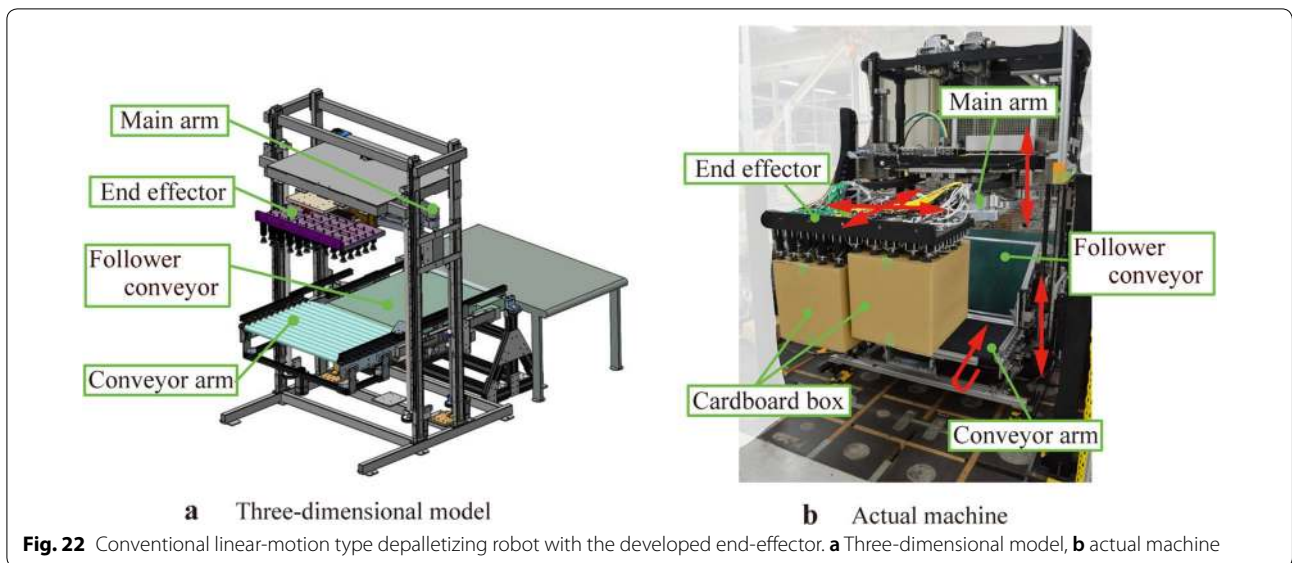 Main arm
End effector
Follower
conveyor
Conveyor arm
a Three-dimensional model
Main arm
End effector
Follower
conveyor
Cardboard box
Conveyor arm
b Actual machine
Fig. 22 Conventional linear-motion type depalletizing robot with the developed end-effector. a Three-dimensional model, b actual machine